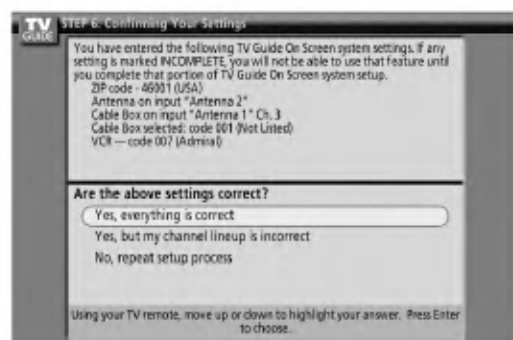 TV
GUIDE
STEP 6: Confirming Your Settings
You have entered the following TV Guide On Screen system settings. If any
setting is marked INCOMPLETE, you will not be able to use that feature until
you complete that portion of TV Guide On Screen system setup.
ZIP code - 46001 (USA)
Antenna on input "Antenna 2"
Cable Box on input "Antenna 1" Ch. 3
Cable Box selected: code 001 (Not Listed)
VCR — code 007 (Admiral)
Are the above settings correct?
Yes, everything is correct
Yes, but my channel lineup is incorrect
No, repeat setup process
Using your TV remote, move up or down to highlight your answer. Press Enter
to choose.